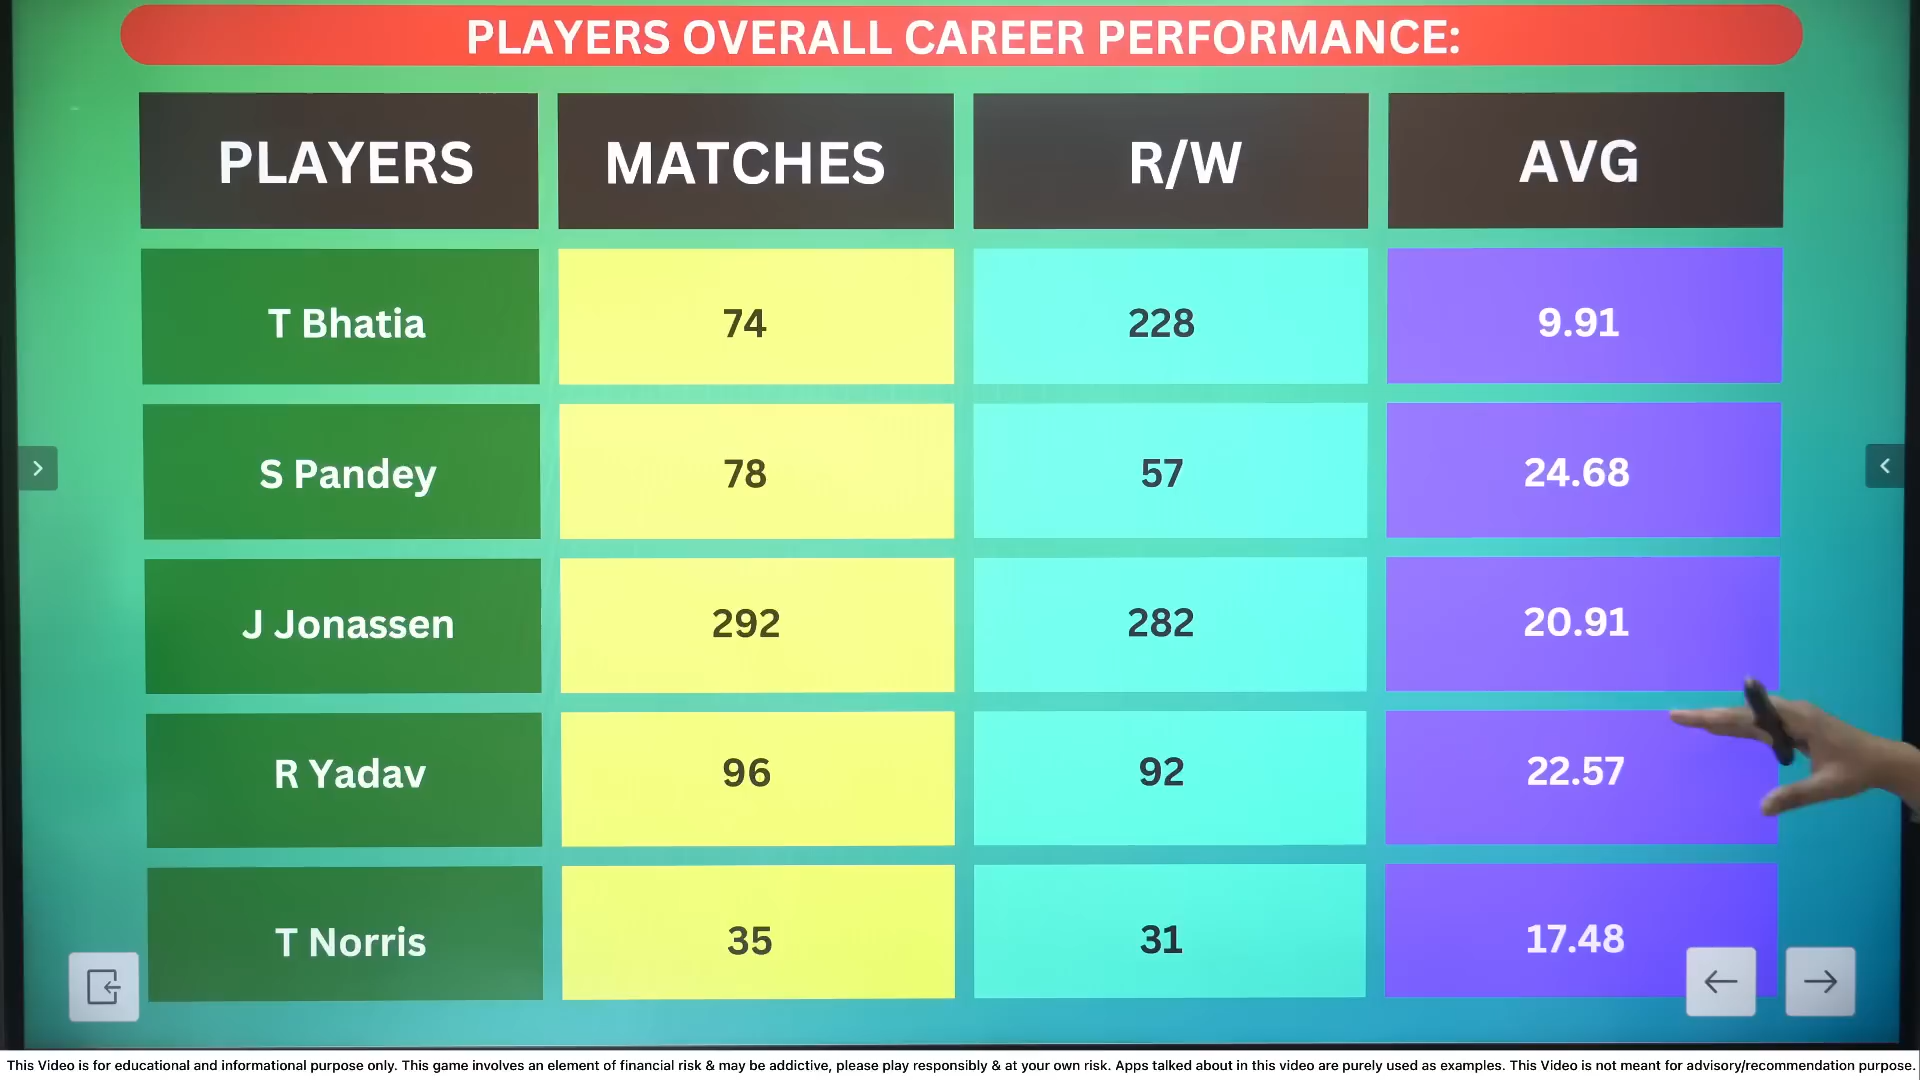 PLAYERS OVERALL CAREER PERFORMANCE:
PLAYERS MATCHES R/W AVG
T Bhatia 74 228 9.91
S Pandey 78 57 24.68
J Jonassen 292 282 20.91
R Yadav 96 92 22.57
T Norris 35 31 17.48
This Video is for educational and informational purpose only. This game involves an element of financial risk & may be addictive, please play responsibly & at your own risk. Apps talked about in this video are purely used as examples. This Video is not meant for advisory/recommendation purpose.